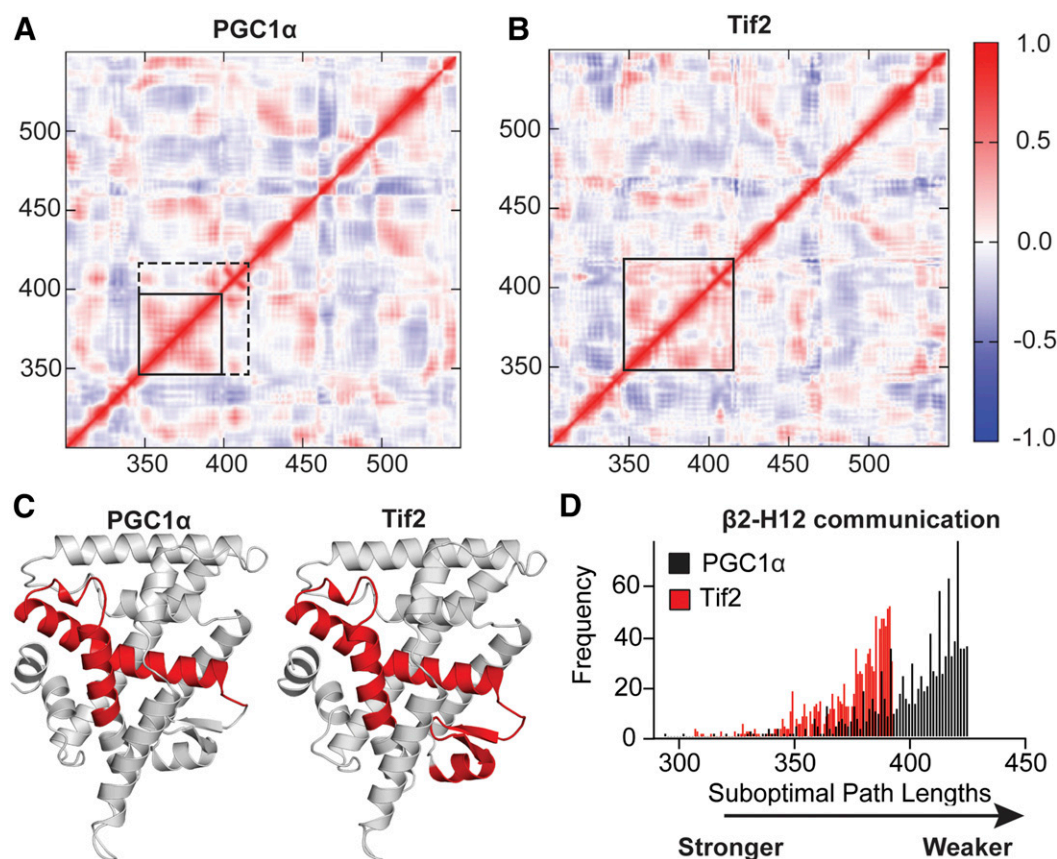 A
PGC1α
500
450
400
350
350 400 450 500
B
Tif2
500
450
400
350
350 400 450 500
1.0
0.5
0.0
-0.5
-1.0
C
PGC1α
Tif2
D
β2-H12 communication
PGC1α
Tif2
Frequency
60
40
20
0
300 350 400 450
Suboptimal Path Lengths
Stronger Weaker